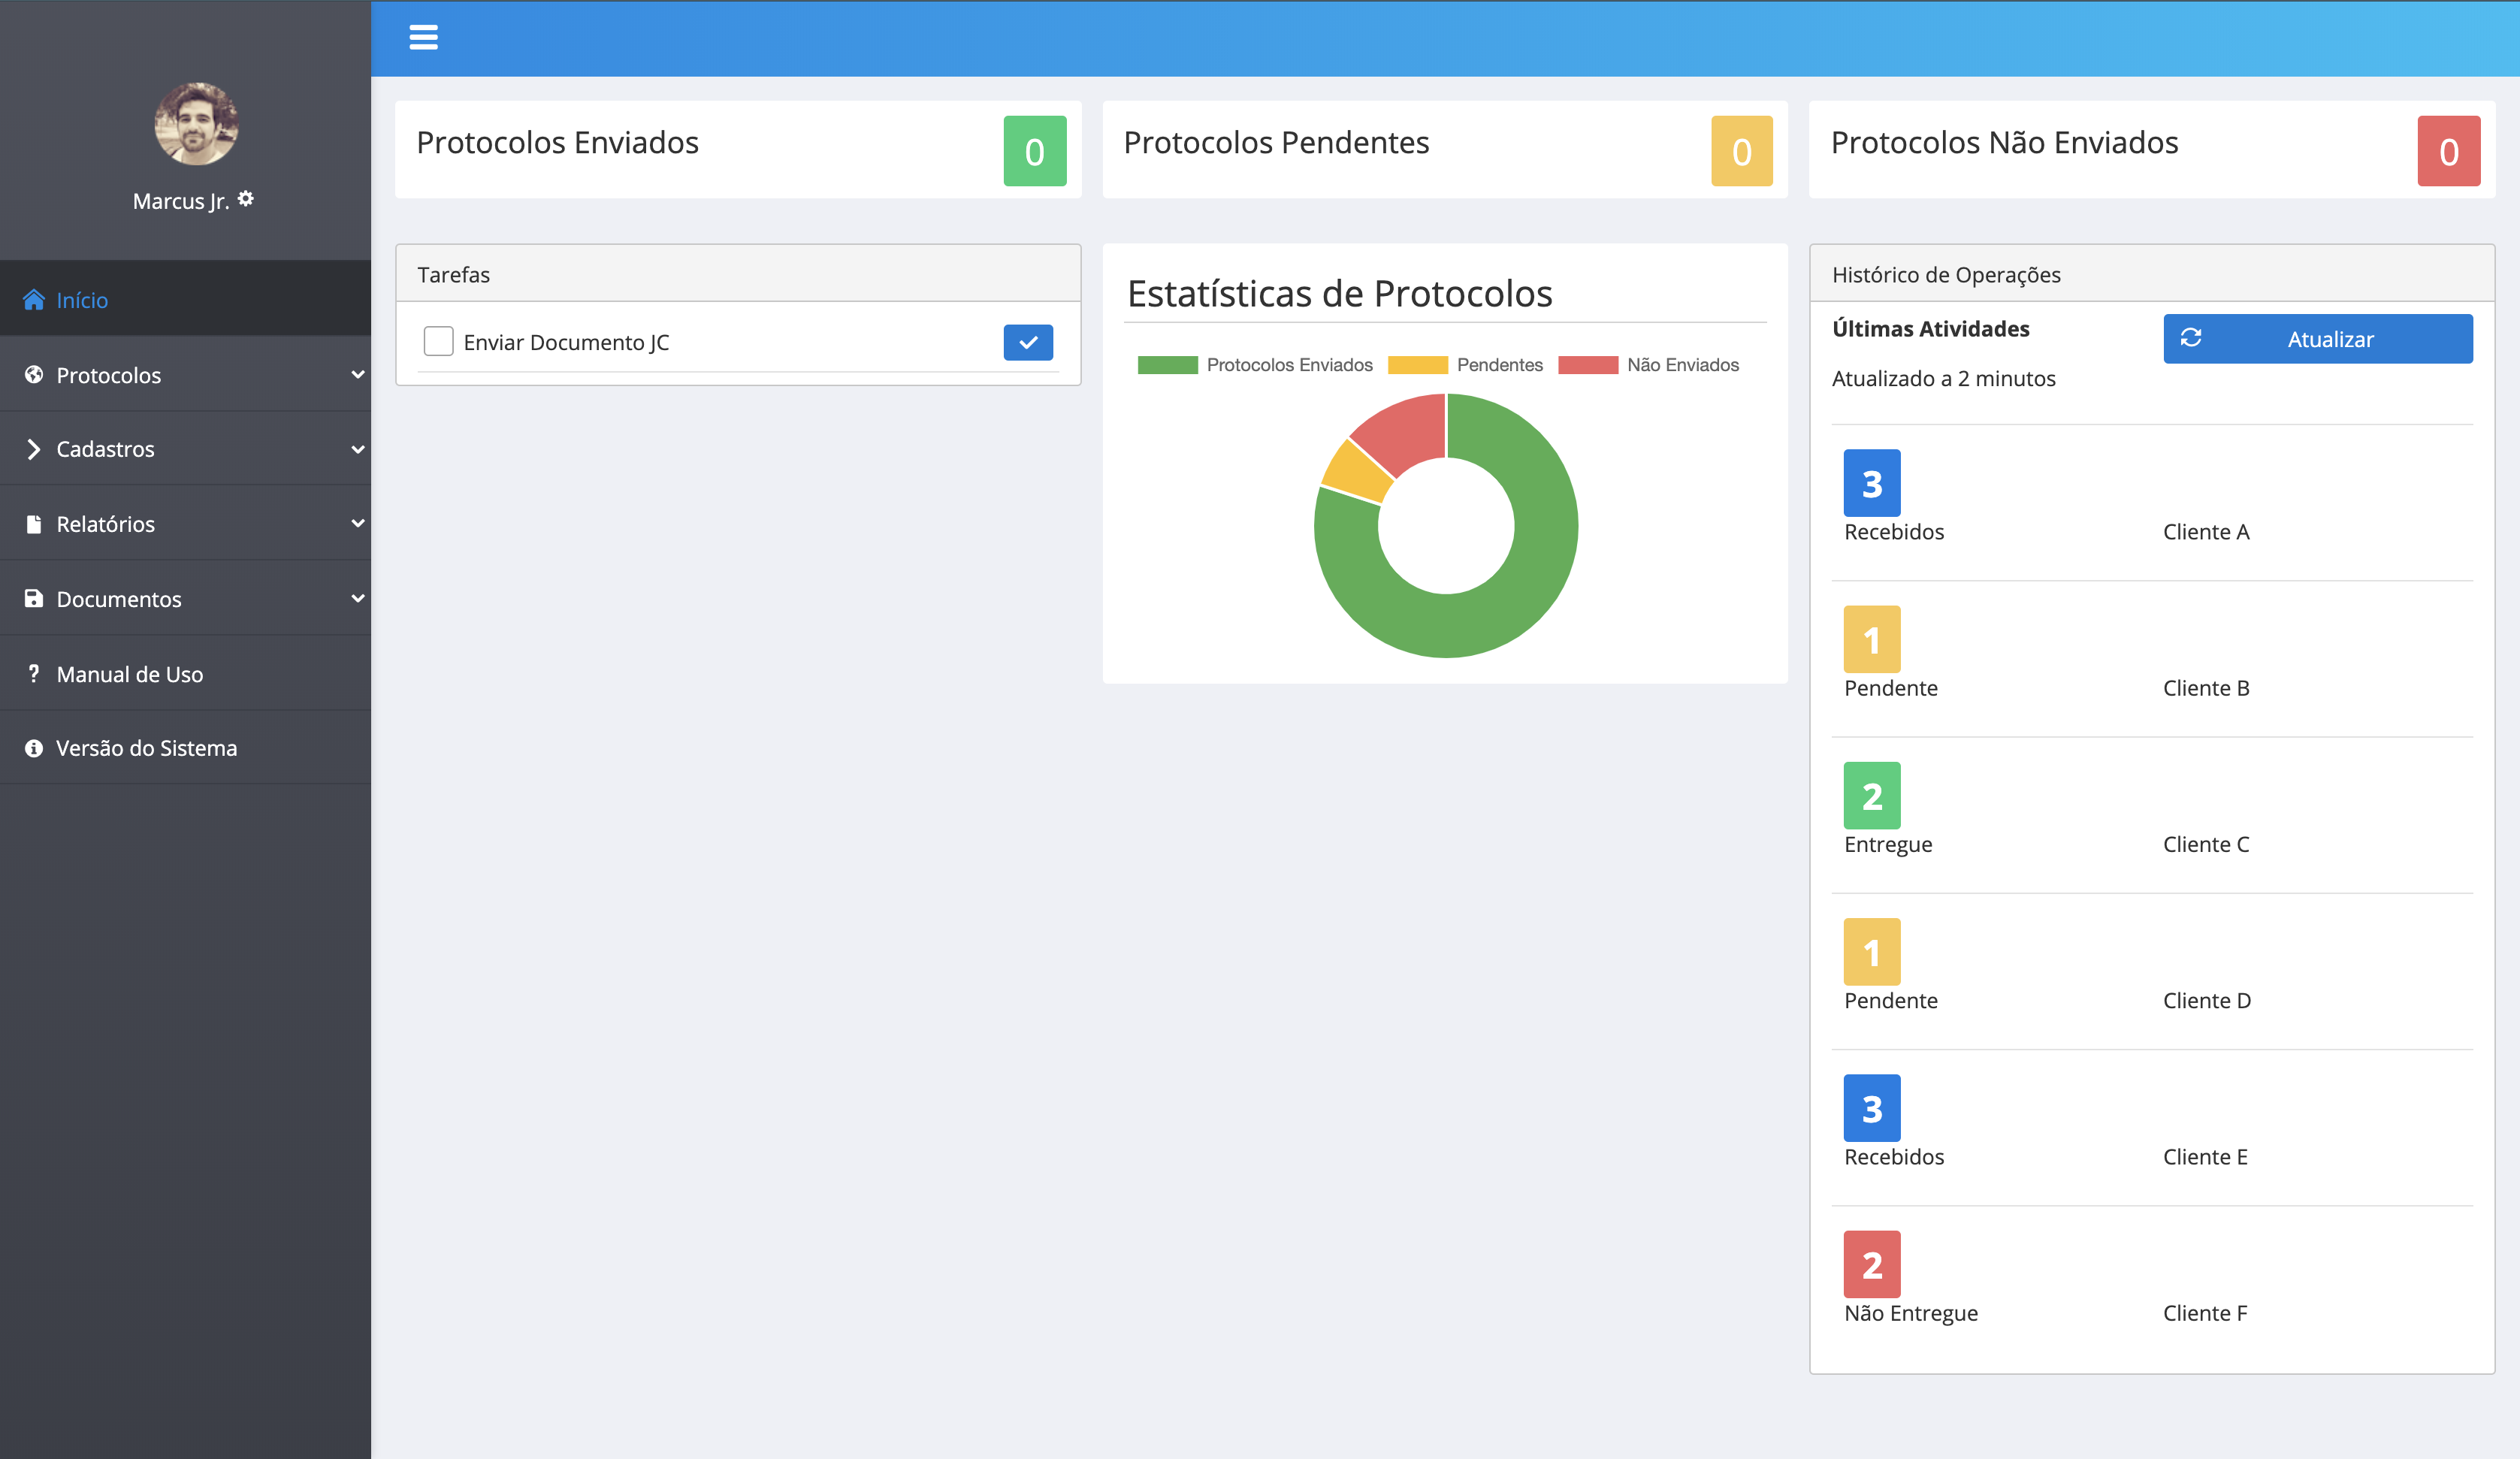 Marcus Jr.
Início
Protocolos
Cadastros
Relatórios
Documentos
Manual de Uso
Versão do Sistema
Protocolos Enviados
0
Protocolos Pendentes
0
Protocolos Não Enviados
0
Tarefas
Enviar Documento JC
Estatísticas de Protocolos
Protocolos Enviados
Pendentes
Não Enviados
Histórico de Operações
Últimas Atividades
Atualizar
Atualizado a 2 minutos
3
Recebidos
Cliente A
1
Pendente
Cliente B
2
Entregue
Cliente C
1
Pendente
Cliente D
3
Recebidos
Cliente E
2
Não Entregue
Cliente F